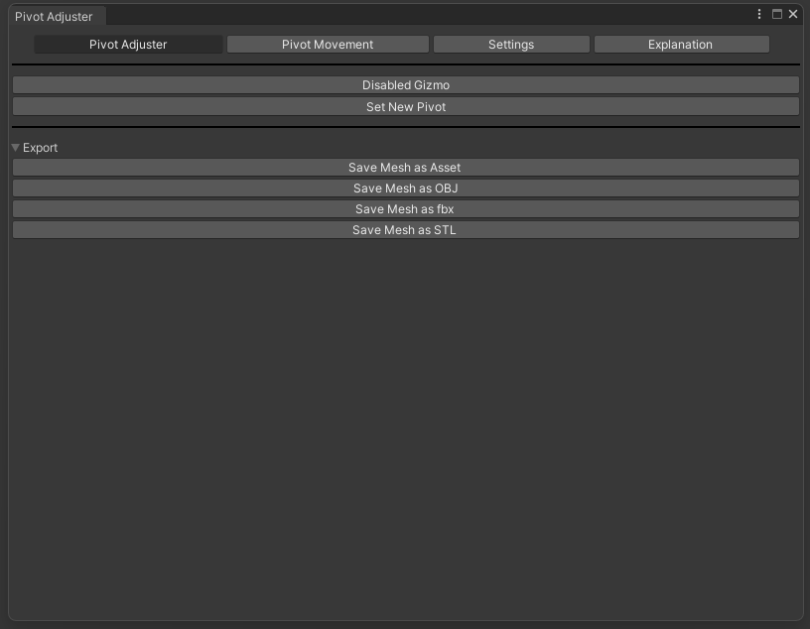 Pivot Adjuster
Pivot Adjuster Pivot Movement Settings Explanation
Disabled Gizmo
Set New Pivot
Export
Save Mesh as Asset
Save Mesh as OBJ
Save Mesh as fbx
Save Mesh as STL